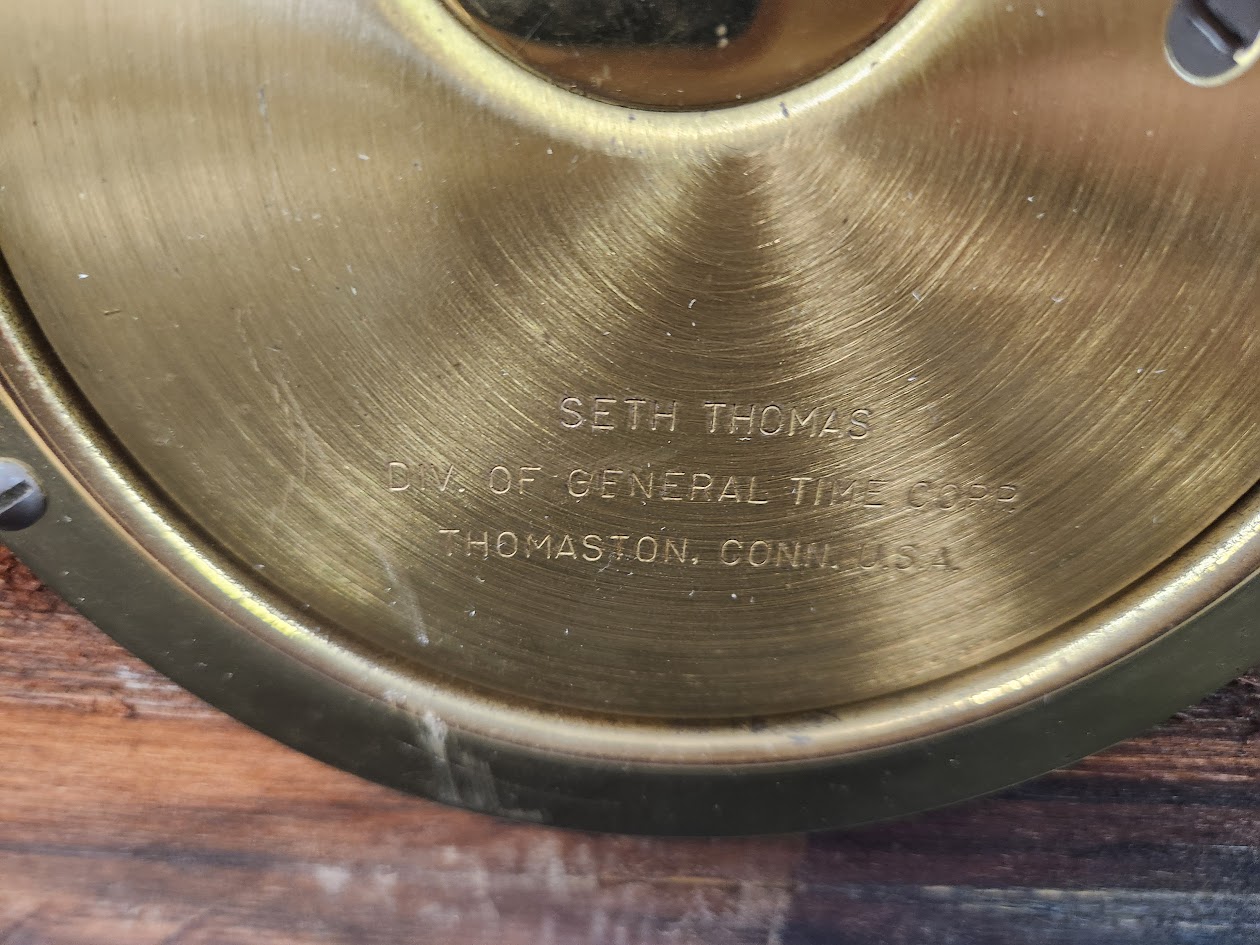 SETH THOMAS
DIV. OF GENERAL TIME CORP.
THOMASTON, CONN. U.S.A.